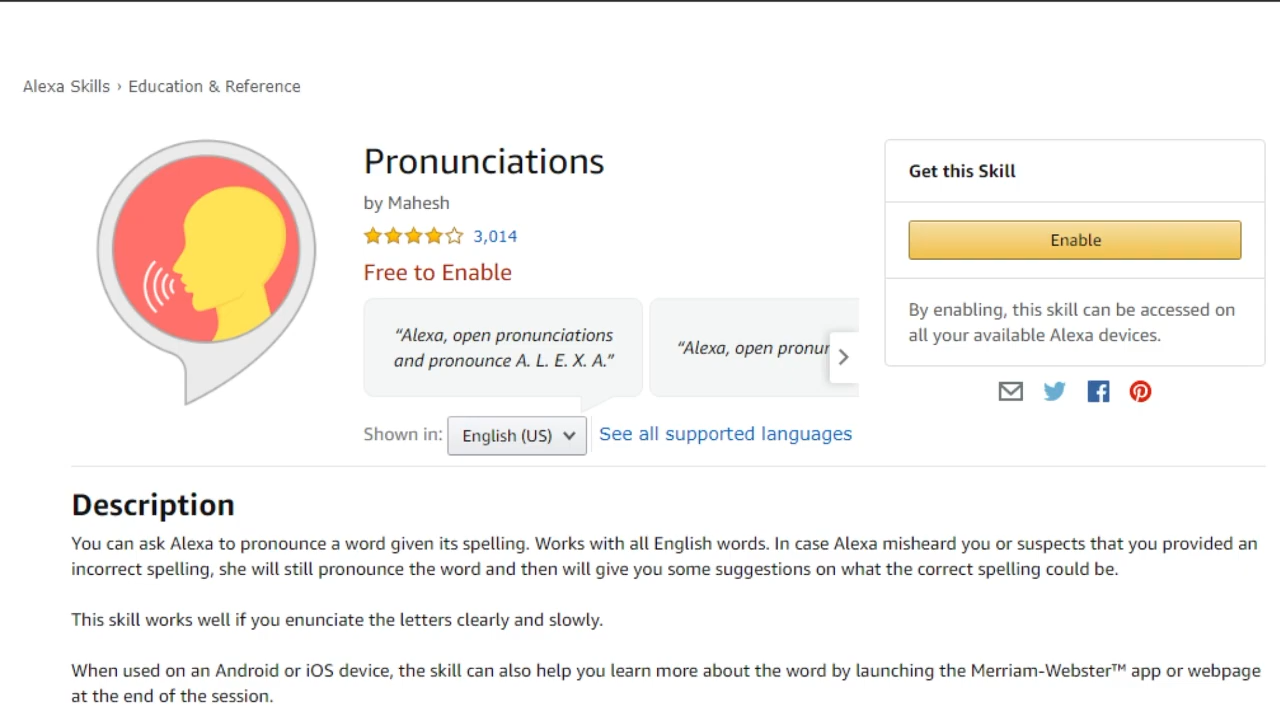 Alexa Skills › Education & Reference
Pronunciations
by Mahesh
3,014
Free to Enable
“Alexa, open pronunciations
and pronounce A. L. E. X. A.”
“Alexa, open pronun
Shown in: English (US) See all supported languages
Get this Skill
Enable
By enabling, this skill can be accessed on
all your available Alexa devices.
Description
You can ask Alexa to pronounce a word given its spelling. Works with all English words. In case Alexa misheard you or suspects that you provided an
incorrect spelling, she will still pronounce the word and then will give you some suggestions on what the correct spelling could be.
This skill works well if you enunciate the letters clearly and slowly.
When used on an Android or iOS device, the skill can also help you learn more about the word by launching the Merriam-Webster™ app or webpage
at the end of the session.